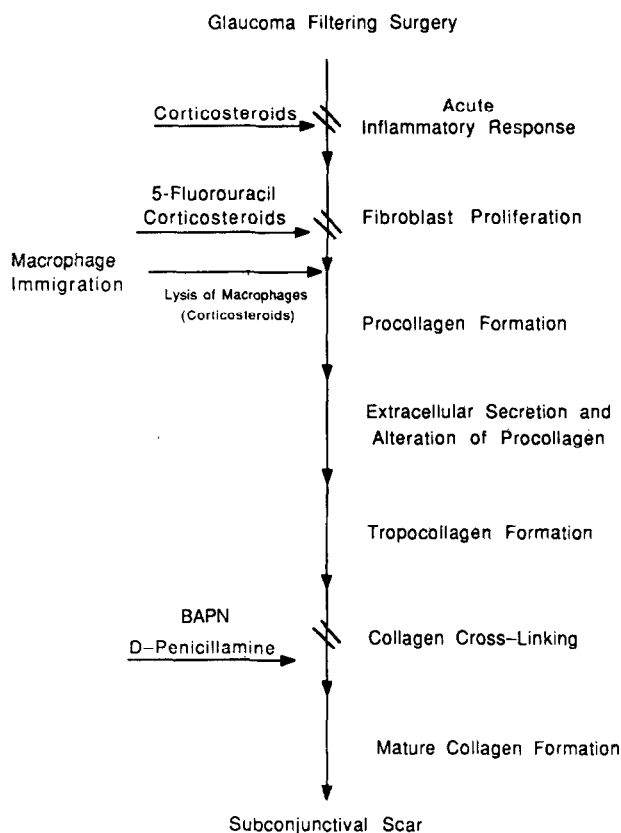 Glaucoma Filtering Surgery
Corticosteroids
Acute
Inflammatory Response
5-Fluorouracil
Corticosteroids
Fibroblast Proliferation
Macrophage
Immigration
Lysis of Macrophages
(Corticosteroids)
Procollagen Formation
Extracellular Secretion and
Alteration of Procollagen
Tropocollagen Formation
BAPN
D-Penicillamine
Collagen Cross-Linking
Mature Collagen Formation
Subconjunctival Scar